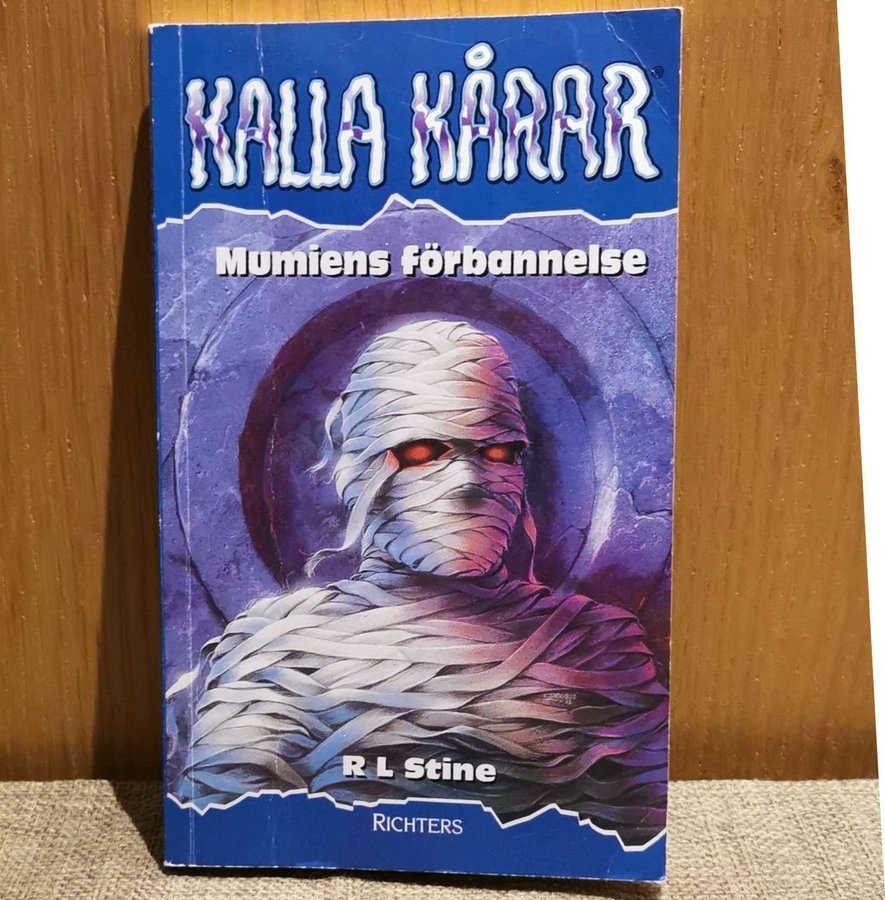 KALLA KÅRAR®
Mumiens förbannelse
R L Stine
RICHTERS